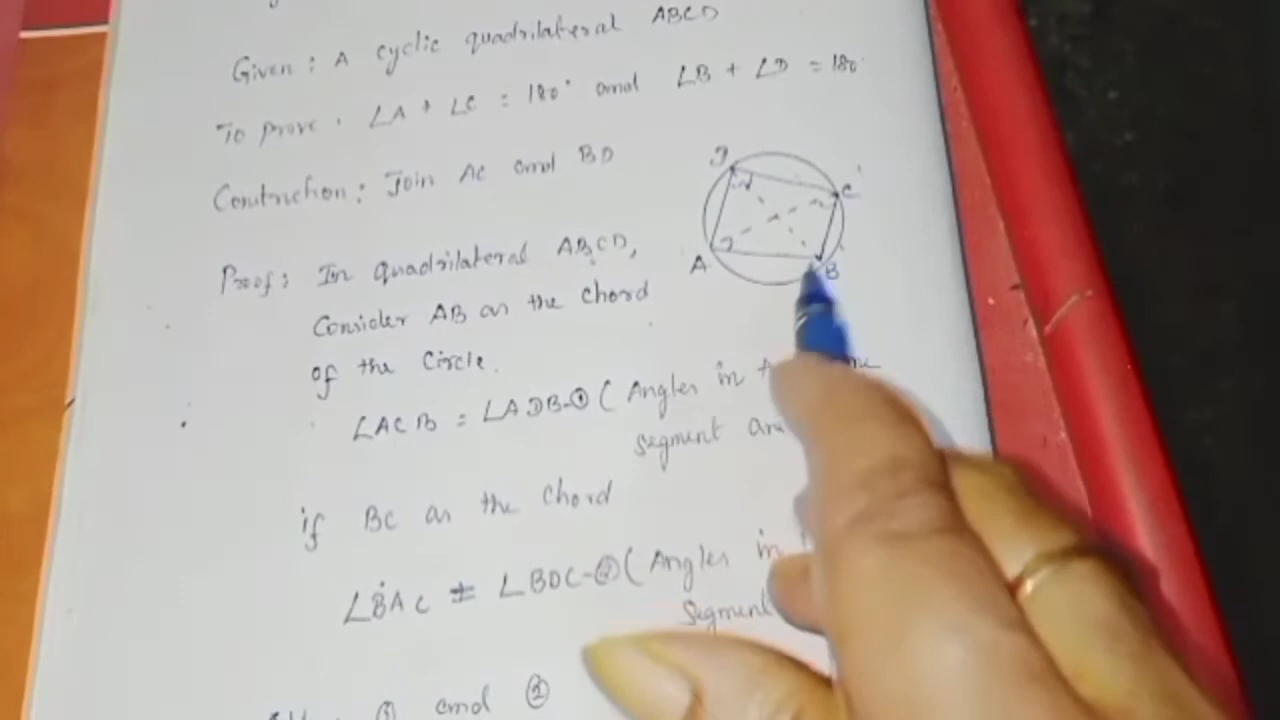 Given : A cyclic quadrilateral ABCD
To prove : ∠A + ∠C = 180° and ∠B + ∠D = 180
Contruction : Join AC and BD
D
C
A
B
Proof : In quadrilateral ABCD,
Consider AB as the chord
of the circle.
∠ACB = ∠ADB-① ( Angles in
segment are
if BC as the chord
∠BAC = ∠BDC-② ( Angles in
segment
① and ②